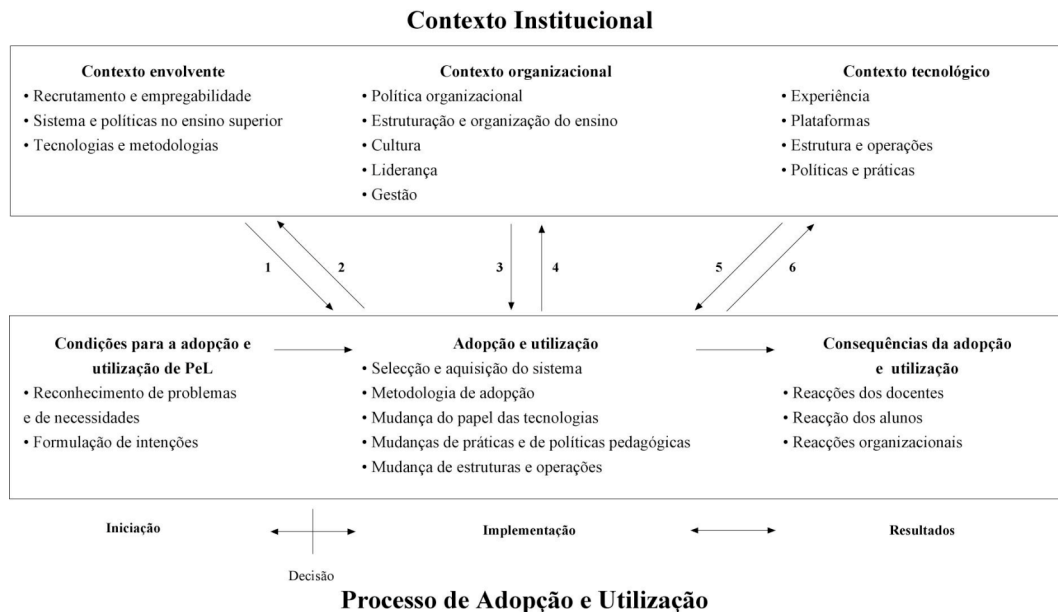 Contexto Institucional
Contexto envolvente
• Recrutamento e empregabilidade
• Sistema e políticas no ensino superior
• Tecnologias e metodologias
Contexto organizacional
• Política organizacional
• Estruturação e organização do ensino
• Cultura
• Liderança
• Gestão
Contexto tecnológico
• Experiência
• Plataformas
• Estrutura e operações
• Políticas e práticas
1
2
3
4
5
6
Condições para a adopção e
utilização de PeL
• Reconhecimento de problemas
e de necessidades
• Formulação de intenções
Adopção e utilização
• Selecção e aquisição do sistema
• Metodologia de adopção
• Mudança do papel das tecnologias
• Mudanças de práticas e de políticas pedagógicas
• Mudança de estruturas e operações
Consequências da adopção
e utilização
• Reacções dos docentes
• Reacção dos alunos
• Reacções organizacionais
Iniciação
Implementação
Resultados
Decisão
Processo de Adopção e Utilização